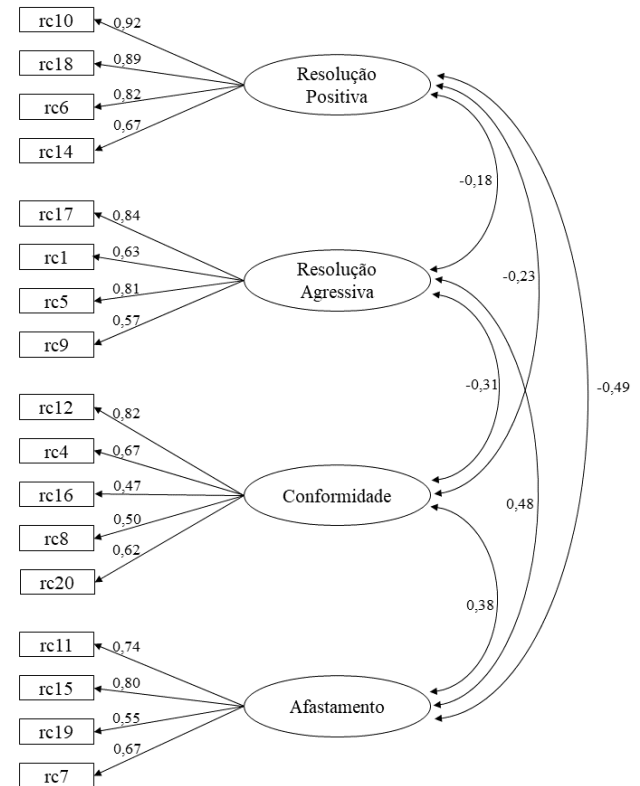 rc10
0,92
rc18
0,89
rc6
0,82
rc14
0,67
Resolução
Positiva
-0,18
rc17
0,84
rc1
0,63
rc5
0,81
rc9
0,57
Resolução
Agressiva
-0,23
-0,31
-0,49
rc12
0,82
rc4
0,67
rc16
0,47
rc8
0,50
rc20
0,62
Conformidade
0,48
0,38
rc11
0,74
rc15
0,80
rc19
0,55
rc7
0,67
Afastamento